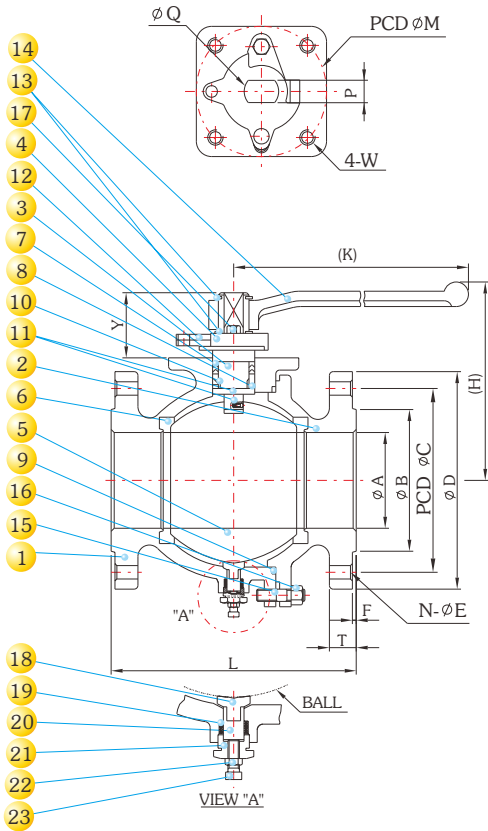 øQ
PCD øM
P
4-W
14
13
17
4
12
3
7
8
10
11
2
6
5
9
16
15
1
(K)
Y
(H)
øA
øB
PCD øC
øD
"A"
N-øE
F
T
L
18
19
20
21
22
23
BALL
VIEW "A"